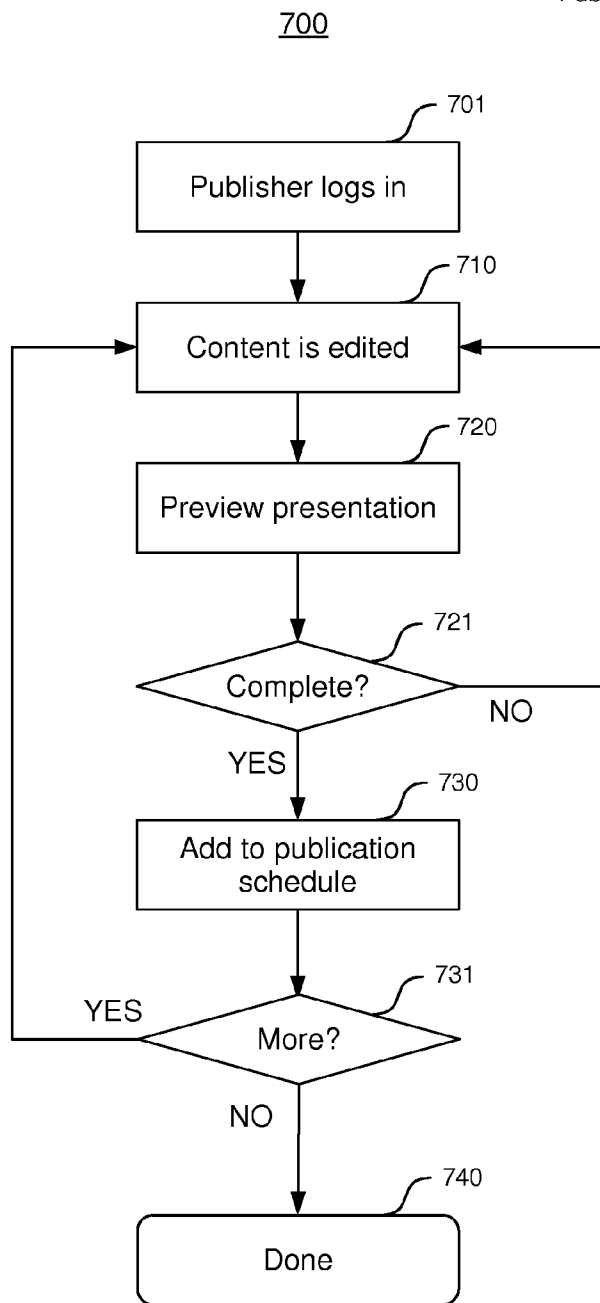 700
701
Publisher logs in
710
Content is edited
720
Preview presentation
721
Complete?
NO
YES
730
Add to publication
schedule
731
YES
More?
NO
740
Done